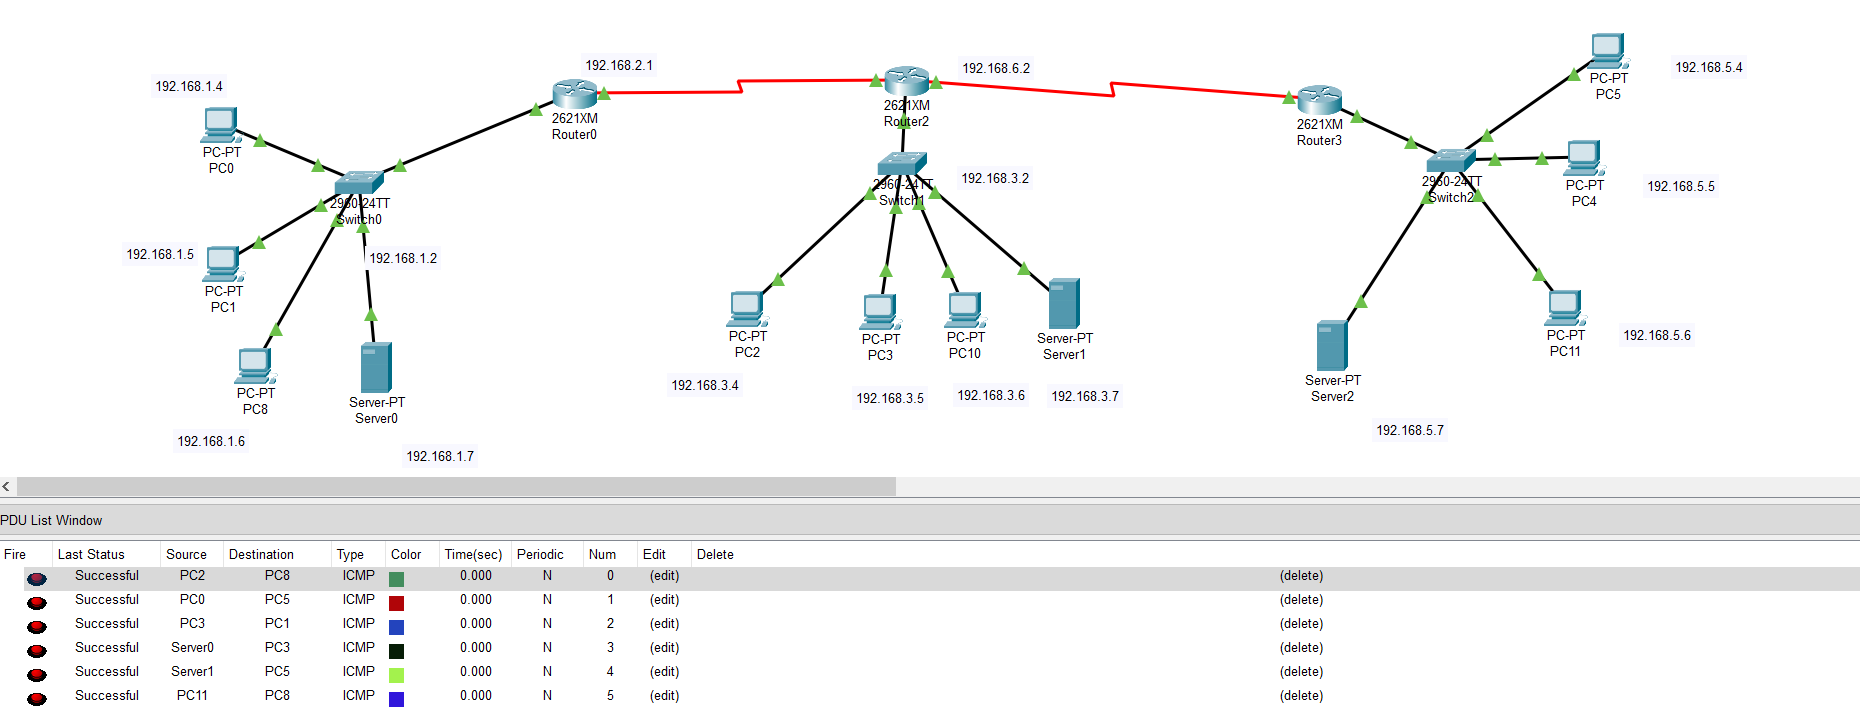 192.168.1.4
PC-PT
PC0
192.168.1.5
PC-PT
PC1
PC-PT
PC8
192.168.1.6
2960-24TT
Switch0
192.168.1.2
Server-PT
Server0
192.168.1.7
192.168.2.1
2621XM
Router0
2621XM
Router2
192.168.6.2
2960-24TT
Switch1
192.168.3.2
PC-PT
PC2
192.168.3.4
PC-PT
PC3
192.168.3.5
PC-PT
PC10
192.168.3.6
Server-PT
Server1
192.168.3.7
2621XM
Router3
2960-24TT
Switch2
PC-PT
PC5
192.168.5.4
PC-PT
PC4
192.168.5.5
PC-PT
PC11
192.168.5.6
Server-PT
Server2
192.168.5.7
PDU List Window
Fire Last Status Source Destination Type Color Time(sec) Periodic Num Edit Delete
Successful PC2 PC8 ICMP 0.000 N 0 (edit) (delete)
Successful PC0 PC5 ICMP 0.000 N 1 (edit) (delete)
Successful PC3 PC1 ICMP 0.000 N 2 (edit) (delete)
Successful Server0 PC3 ICMP 0.000 N 3 (edit) (delete)
Successful Server1 PC5 ICMP 0.000 N 4 (edit) (delete)
Successful PC11 PC8 ICMP 0.000 N 5 (edit) (delete)